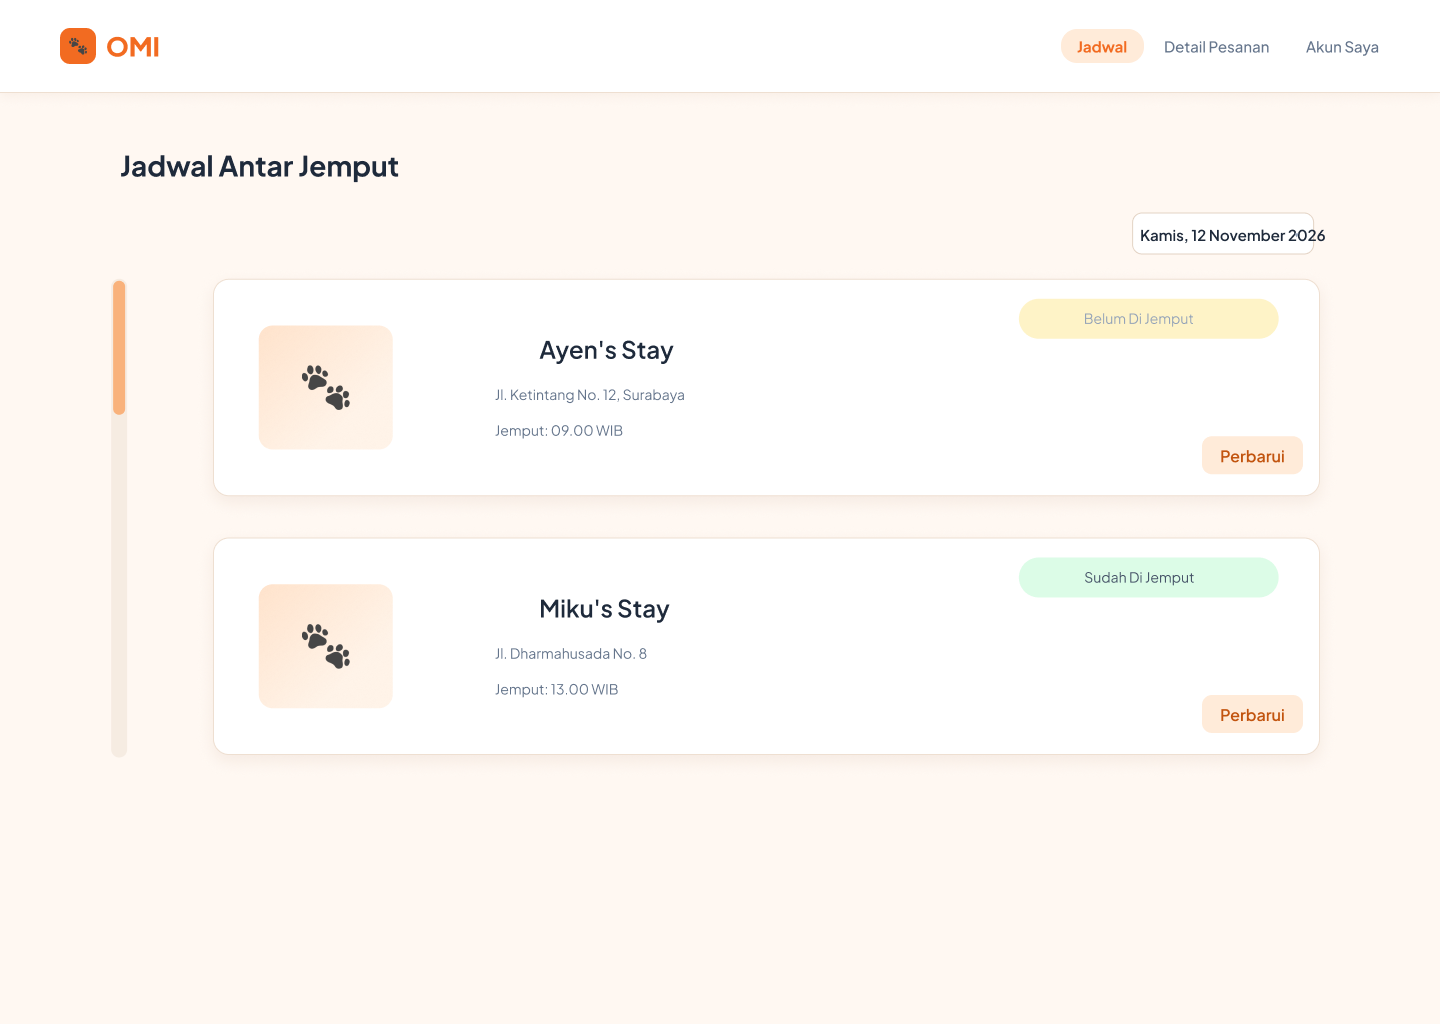 OMI
Jadwal
Detail Pesanan
Akun Saya
Jadwal Antar Jemput
Kamis, 12 November 2026
Belum Di Jemput
Ayen's Stay
Jl. Ketintang No. 12, Surabaya
Jemput: 09.00 WIB
Perbarui
Sudah Di Jemput
Miku's Stay
Jl. Dharmahusada No. 8
Jemput: 13.00 WIB
Perbarui